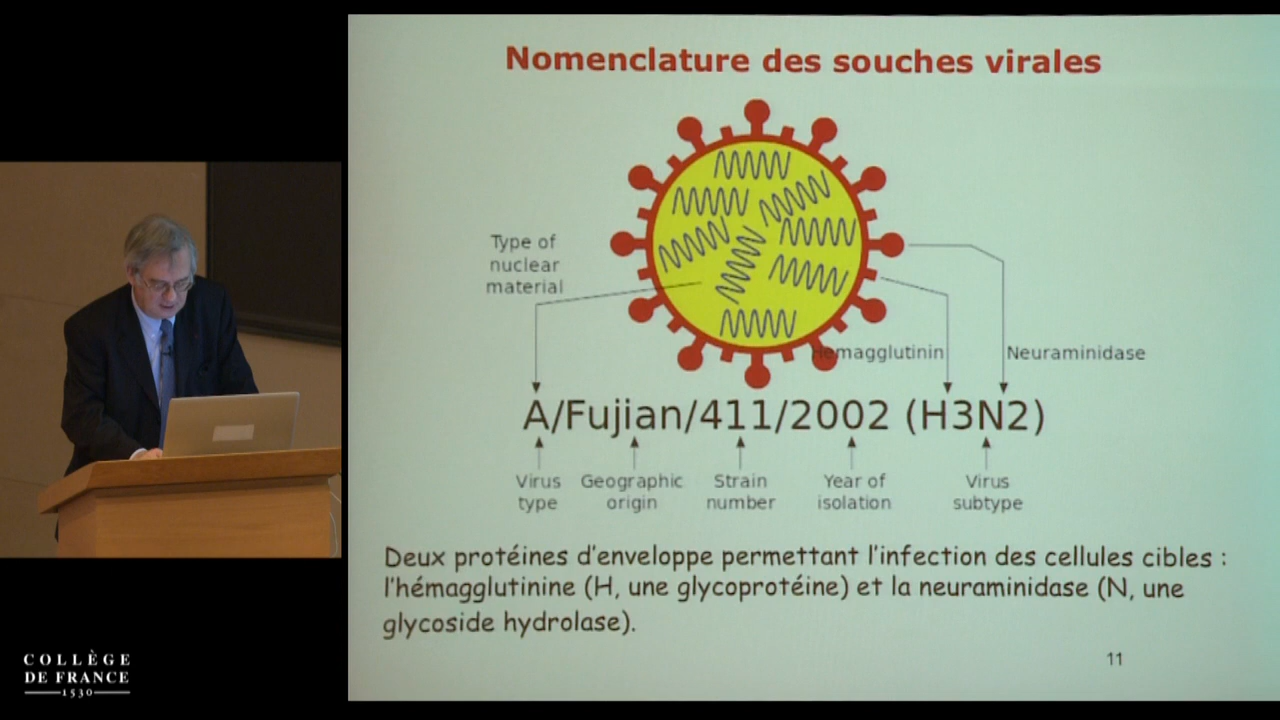 Nomenclature des souches virales
Type of
nuclear
material
Hemagglutinin
Neuraminidase
A/Fujian/411/2002 (H3N2)
Virus
type
Geographic
origin
Strain
number
Year of
isolation
Virus
subtype
Deux protéines d'enveloppe permettant l'infection des cellules cibles :
l'hémagglutinine (H, une glycoprotéine) et la neuraminidase (N, une
glycoside hydrolase).
11
COLLÈGE
DE FRANCE
1530